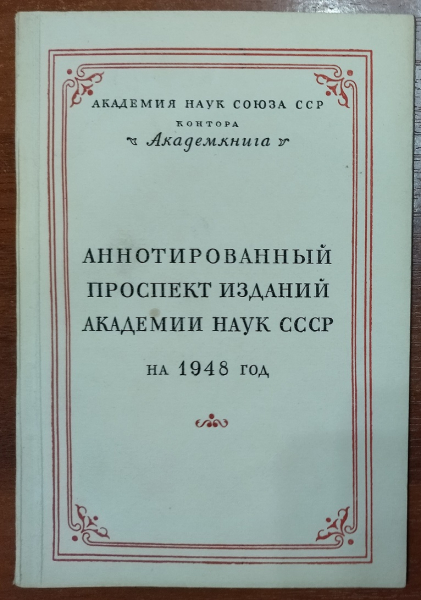 АКАДЕМИЯ НАУК СОЮЗА ССР
КОНТОРА
Академкнига
АННОТИРОВАННЫЙ
ПРОСПЕКТ ИЗДАНИЙ
АКАДЕМИИ НАУК СССР
НА 1948 ГОД